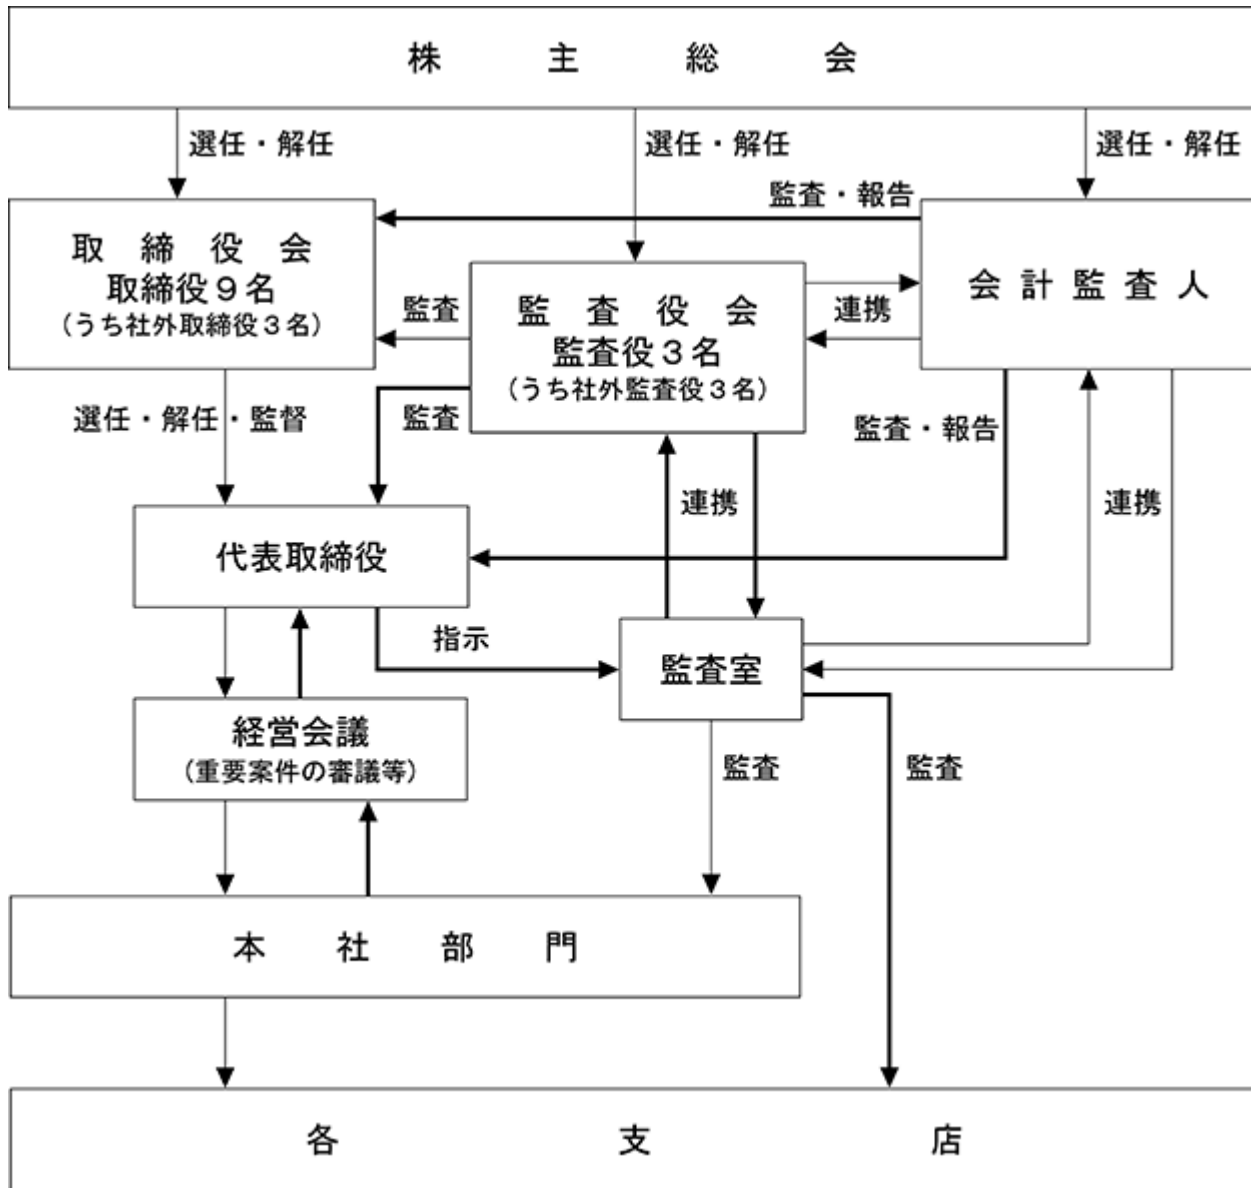 株主総会
選任・解任
選任・解任
選任・解任
監査・報告
取締役会
取締役９名
（うち社外取締役３名）
監査
監査役会
監査役３名
（うち社外監査役３名）
連携
会計監査人
選任・解任・監督
監査
監査・報告
連携
連携
代表取締役
指示
監査室
経営会議
（重要案件の審議等）
監査
監査
本社部門
各支店